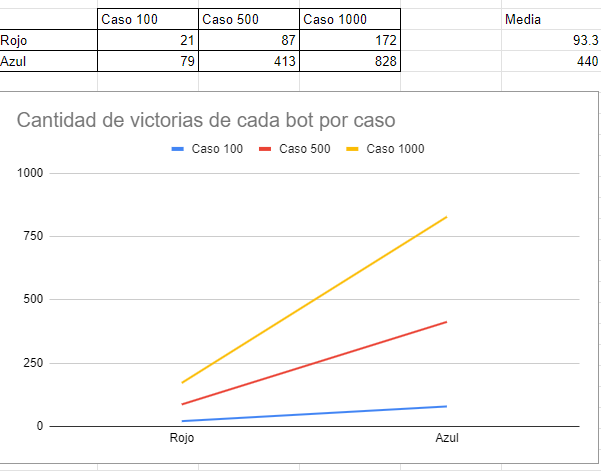 Caso 100 Caso 500 Caso 1000 Media
Rojo 21 87 172 93.3
Azul 79 413 828 440
Cantidad de victorias de cada bot por caso
Caso 100 Caso 500 Caso 1000
1000
750
500
250
0
Rojo Azul